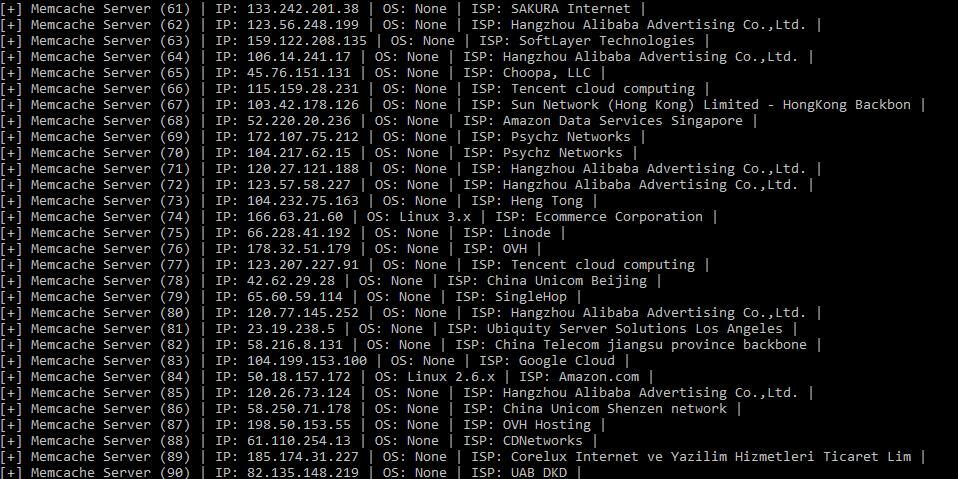 [+] Memcache Server (61) | IP: 133.242.201.38 | OS: None | ISP: SAKURA Internet |
[+] Memcache Server (62) | IP: 123.56.248.199 | OS: None | ISP: Hangzhou Alibaba Advertising Co.,Ltd. |
[+] Memcache Server (63) | IP: 159.122.208.135 | OS: None | ISP: SoftLayer Technologies |
[+] Memcache Server (64) | IP: 106.14.241.17 | OS: None | ISP: Hangzhou Alibaba Advertising Co.,Ltd. |
[+] Memcache Server (65) | IP: 45.76.151.131 | OS: None | ISP: Choopa, LLC |
[+] Memcache Server (66) | IP: 115.159.28.231 | OS: None | ISP: Tencent cloud computing |
[+] Memcache Server (67) | IP: 103.42.178.126 | OS: None | ISP: Sun Network (Hong Kong) Limited - HongKong Backbon |
[+] Memcache Server (68) | IP: 52.220.20.236 | OS: None | ISP: Amazon Data Services Singapore |
[+] Memcache Server (69) | IP: 172.107.75.212 | OS: None | ISP: Psychz Networks |
[+] Memcache Server (70) | IP: 104.217.62.15 | OS: None | ISP: Psychz Networks |
[+] Memcache Server (71) | IP: 120.27.121.188 | OS: None | ISP: Hangzhou Alibaba Advertising Co.,Ltd. |
[+] Memcache Server (72) | IP: 123.57.58.227 | OS: None | ISP: Hangzhou Alibaba Advertising Co.,Ltd. |
[+] Memcache Server (73) | IP: 104.232.75.163 | OS: None | ISP: Heng Tong |
[+] Memcache Server (74) | IP: 166.63.21.60 | OS: Linux 3.x | ISP: Ecommerce Corporation |
[+] Memcache Server (75) | IP: 66.228.41.192 | OS: None | ISP: Linode |
[+] Memcache Server (76) | IP: 178.32.51.179 | OS: None | ISP: OVH |
[+] Memcache Server (77) | IP: 123.207.227.91 | OS: None | ISP: Tencent cloud computing |
[+] Memcache Server (78) | IP: 42.62.29.28 | OS: None | ISP: China Unicom Beijing |
[+] Memcache Server (79) | IP: 65.60.59.114 | OS: None | ISP: SingleHop |
[+] Memcache Server (80) | IP: 120.77.145.252 | OS: None | ISP: Hangzhou Alibaba Advertising Co.,Ltd. |
[+] Memcache Server (81) | IP: 23.19.238.5 | OS: None | ISP: Ubiquity Server Solutions Los Angeles |
[+] Memcache Server (82) | IP: 58.216.8.131 | OS: None | ISP: China Telecom jiangsu province backbone |
[+] Memcache Server (83) | IP: 104.199.153.100 | OS: None | ISP: Google Cloud |
[+] Memcache Server (84) | IP: 50.18.157.172 | OS: Linux 2.6.x | ISP: Amazon.com |
[+] Memcache Server (85) | IP: 120.26.73.124 | OS: None | ISP: Hangzhou Alibaba Advertising Co.,Ltd. |
[+] Memcache Server (86) | IP: 58.250.71.178 | OS: None | ISP: China Unicom Shenzen network |
[+] Memcache Server (87) | IP: 198.50.153.55 | OS: None | ISP: OVH Hosting |
[+] Memcache Server (88) | IP: 61.110.254.13 | OS: None | ISP: CDNetworks |
[+] Memcache Server (89) | IP: 185.174.31.227 | OS: None | ISP: Corelux Internet ve Yazilim Hizmetleri Ticaret Lim |
[+] Memcache Server (90) | IP: 82.135.148.219 | OS: None | ISP: UAB DKD |